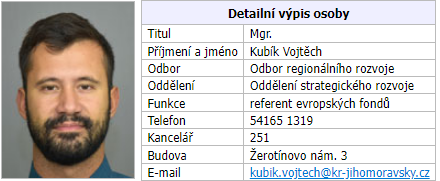 Detailní výpis osoby
Titul Mgr.
Příjmení a jméno Kubík Vojtěch
Odbor Odbor regionálního rozvoje
Oddělení Oddělení strategického rozvoje
Funkce referent evropských fondů
Telefon 54165 1319
Kancelář 251
Budova Žerotínovo nám. 3
E-mail kubik.vojtech@kr-jihomoravsky.cz